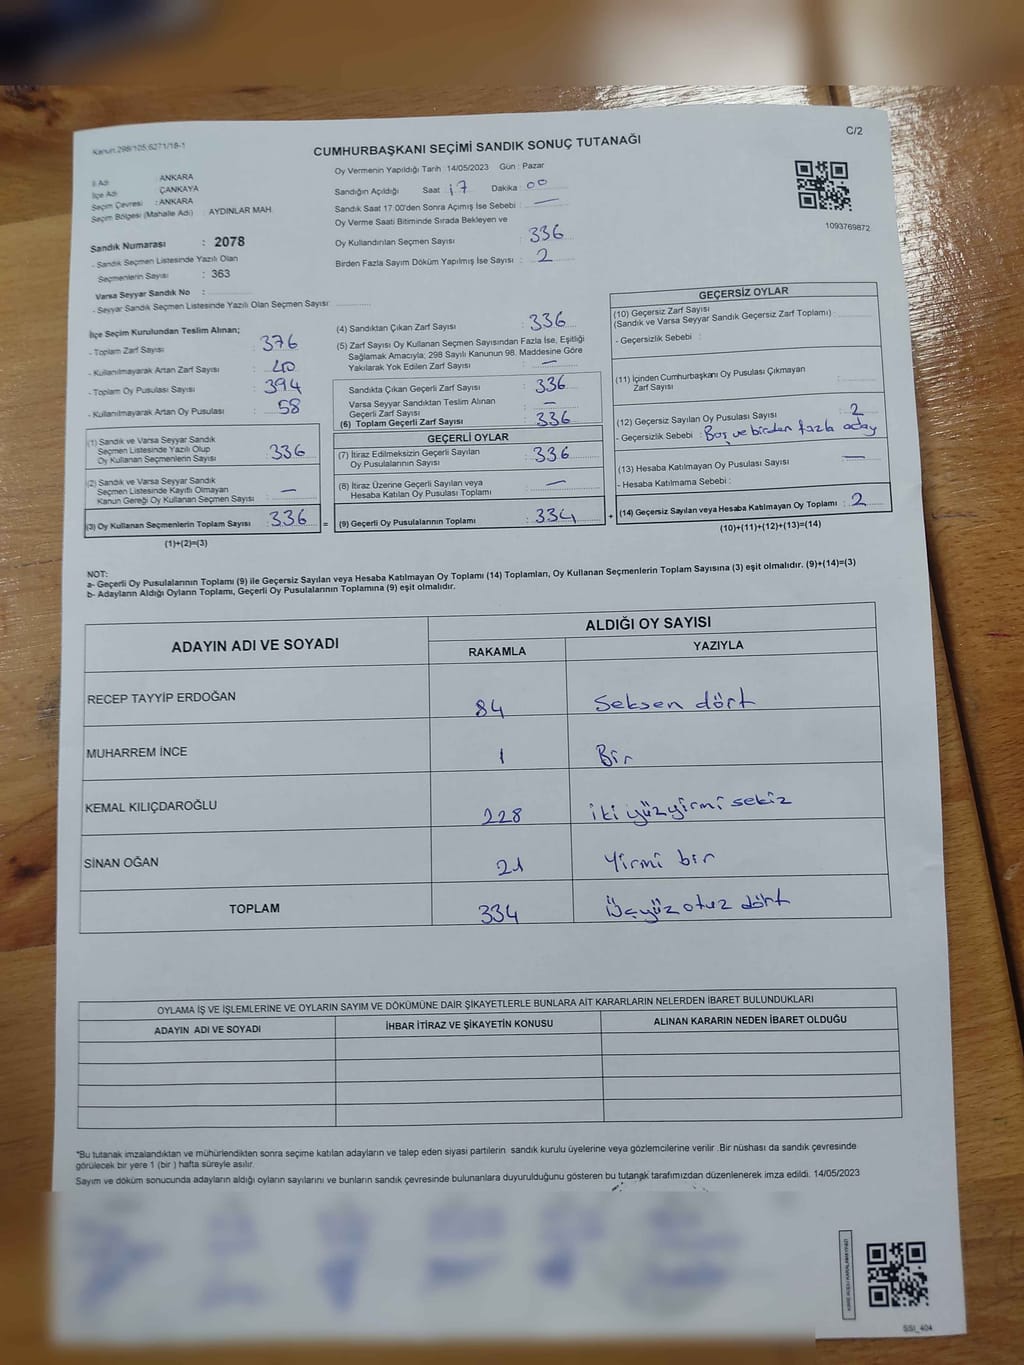 Kanun:298/105;6271/16-1
CUMHURBAŞKANI SEÇİMİ SANDIK SONUÇ TUTANAĞI
C/2
İl Adı : ANKARA
İlçe Adı : ÇANKAYA
Seçim Çevresi : ANKARA
Seçim Bölgesi (Mahalle Adı) : AYDINLAR MAH.
Sandık Numarası : 2078
- Sandık Seçmen Listesinde Yazılı Olan
Seçmenlerin Sayısı : 363
Varsa Seyyar Sandık No :
- Seyyar Sandık Seçmen Listesinde Yazılı Olan Seçmen Sayısı:
Oy Vermenin Yapıldığı Tarih : 14/05/2023 Gün : Pazar
Sandığın Açıldığı Saat : 17 Dakika : 00
Sandık Saat 17:00'den Sonra Açımış İse Sebebi : —
Oy Verme Saati Bitiminde Sırada Bekleyen ve
Oy Kullandırılan Seçmen Sayısı : 336
Birden Fazla Sayım Döküm Yapılmış İse Sayısı : 2
1093769872
İlçe Seçim Kurulundan Teslim Alınan;
- Toplam Zarf Sayısı : 376
- Kullanılmayarak Artan Zarf Sayısı : 40
- Toplam Oy Pusulası Sayısı : 394
- Kullanılmayarak Artan Oy Pusulası : 58
(1) Sandık ve Varsa Seyyar Sandık
Seçmen Listesinde Yazılı Olup
Oy Kullanan Seçmenlerin Sayısı : 336
(2) Sandık ve Varsa Seyyar Sandık
Seçmen Listesinde Kayıtlı Olmayan
Kanun Gereği Oy Kullanan Seçmen Sayısı : —
(3) Oy Kullanan Seçmenlerin Toplam Sayısı : 336
(1)+(2)=(3)
(4) Sandıktan Çıkan Zarf Sayısı : 336
(5) Zarf Sayısı Oy Kullanan Seçmen Sayısından Fazla İse, Eşitliği
Sağlamak Amacıyla; 298 Sayılı Kanunun 98. Maddesine Göre
Yakılarak Yok Edilen Zarf Sayısı : —
Sandıkta Çıkan Geçerli Zarf Sayısı : 336
Varsa Seyyar Sandıktan Teslim Alınan
Geçerli Zarf Sayısı : —
(6) Toplam Geçerli Zarf Sayısı : 336
GEÇERLİ OYLAR
(7) İtiraz Edilmeksizin Geçerli Sayılan
Oy Pusulalarının Sayısı : 336
(8) İtiraz Üzerine Geçerli Sayılan veya
Hesaba Katılan Oy Pusulası Toplamı : —
= (9) Geçerli Oy Pusulalarının Toplamı : 334 +
GEÇERSİZ OYLAR
(10) Geçersiz Zarf Sayısı
(Sandık ve Varsa Seyyar Sandık Geçersiz Zarf Toplamı) :
- Geçersizlik Sebebi :
(11) İçinden Cumhurbaşkanı Oy Pusulası Çıkmayan
Zarf Sayısı :
(12) Geçersiz Sayılan Oy Pusulası Sayısı : 2
- Geçersizlik Sebebi : Boş ve birden fazla aday
(13) Hesaba Katılmayan Oy Pusulası Sayısı : —
- Hesaba Katılmama Sebebi :
(14) Geçersiz Sayılan veya Hesaba Katılmayan Oy Toplamı : 2
(10)+(11)+(12)+(13)=(14)
NOT:
a- Geçerli Oy Pusulalarının Toplamı (9) ile Geçersiz Sayılan veya Hesaba Katılmayan Oy Toplamı (14) Toplamları, Oy Kullanan Seçmenlerin Toplam Sayısına (3) eşit olmalıdır. (9)+(14)=(3)
b- Adayların Aldığı Oyların Toplamı, Geçerli Oy Pusulalarının Toplamına (9) eşit olmalıdır.
ADAYIN ADI VE SOYADI
ALDIĞI OY SAYISI
RAKAMLA YAZIYLA
RECEP TAYYİP ERDOĞAN 84 Seksen dört
MUHARREM İNCE 1 Bir
KEMAL KILIÇDAROĞLU 228 iki yüz yirmi sekiz
SİNAN OĞAN 21 Yirmi bir
TOPLAM 334 Üçyüz otuz dört
OYLAMA İŞ VE İŞLEMLERİNE VE OYLARIN SAYIM VE DÖKÜMÜNE DAİR ŞİKAYETLERLE BUNLARA AİT KARARLARIN NELERDEN İBARET BULUNDUKLARI
ADAYIN ADI VE SOYADI İHBAR İTİRAZ VE ŞİKAYETİN KONUSU ALINAN KARARIN NEDEN İBARET OLDUĞU
*Bu tutanak imzalandıktan ve mühürlendikten sonra seçime katılan adayların ve talep eden siyasi partilerin sandık kurulu üyelerine veya gözlemcilerine verilir. Bir nüshası da sandık çevresinde
görülecek bir yere 1 (bir ) hafta süreyle asılır.
Sayım ve döküm sonucunda adayların aldığı oyların sayılarını ve bunların sandık çevresinde bulunanlara duyurulduğunu gösteren bu tutanak tarafımızdan düzenlenerek imza edildi. 14/05/2023
SSI_404